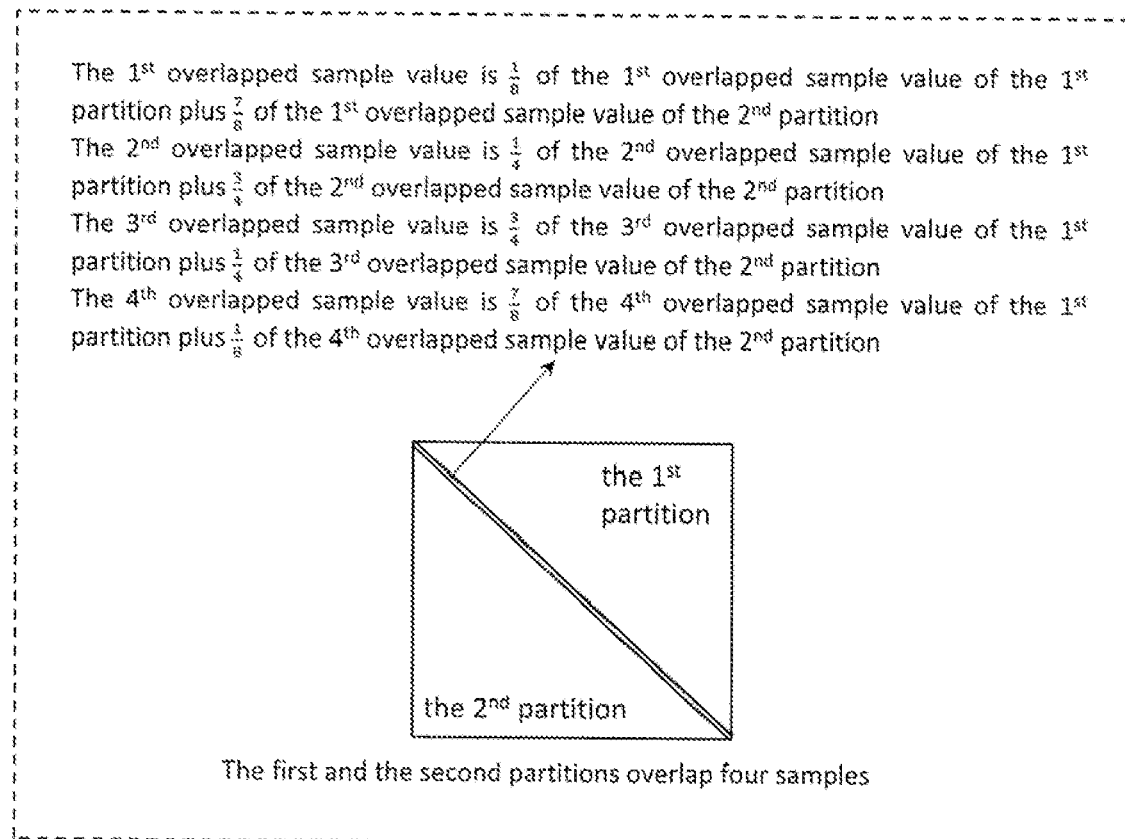 The 1st overlapped sample value is 1/8 of the 1st overlapped sample value of the 1st
partition plus 7/8 of the 1st overlapped sample value of the 2nd partition
The 2nd overlapped sample value is 1/4 of the 2nd overlapped sample value of the 1st
partition plus 3/4 of the 2nd overlapped sample value of the 2nd partition
The 3rd overlapped sample value is 3/4 of the 3rd overlapped sample value of the 1st
partition plus 1/4 of the 3rd overlapped sample value of the 2nd partition
The 4th overlapped sample value is 7/8 of the 4th overlapped sample value of the 1st
partition plus 1/8 of the 4th overlapped sample value of the 2nd partition
the 1st
partition
the 2nd partition
The first and the second partitions overlap four samples